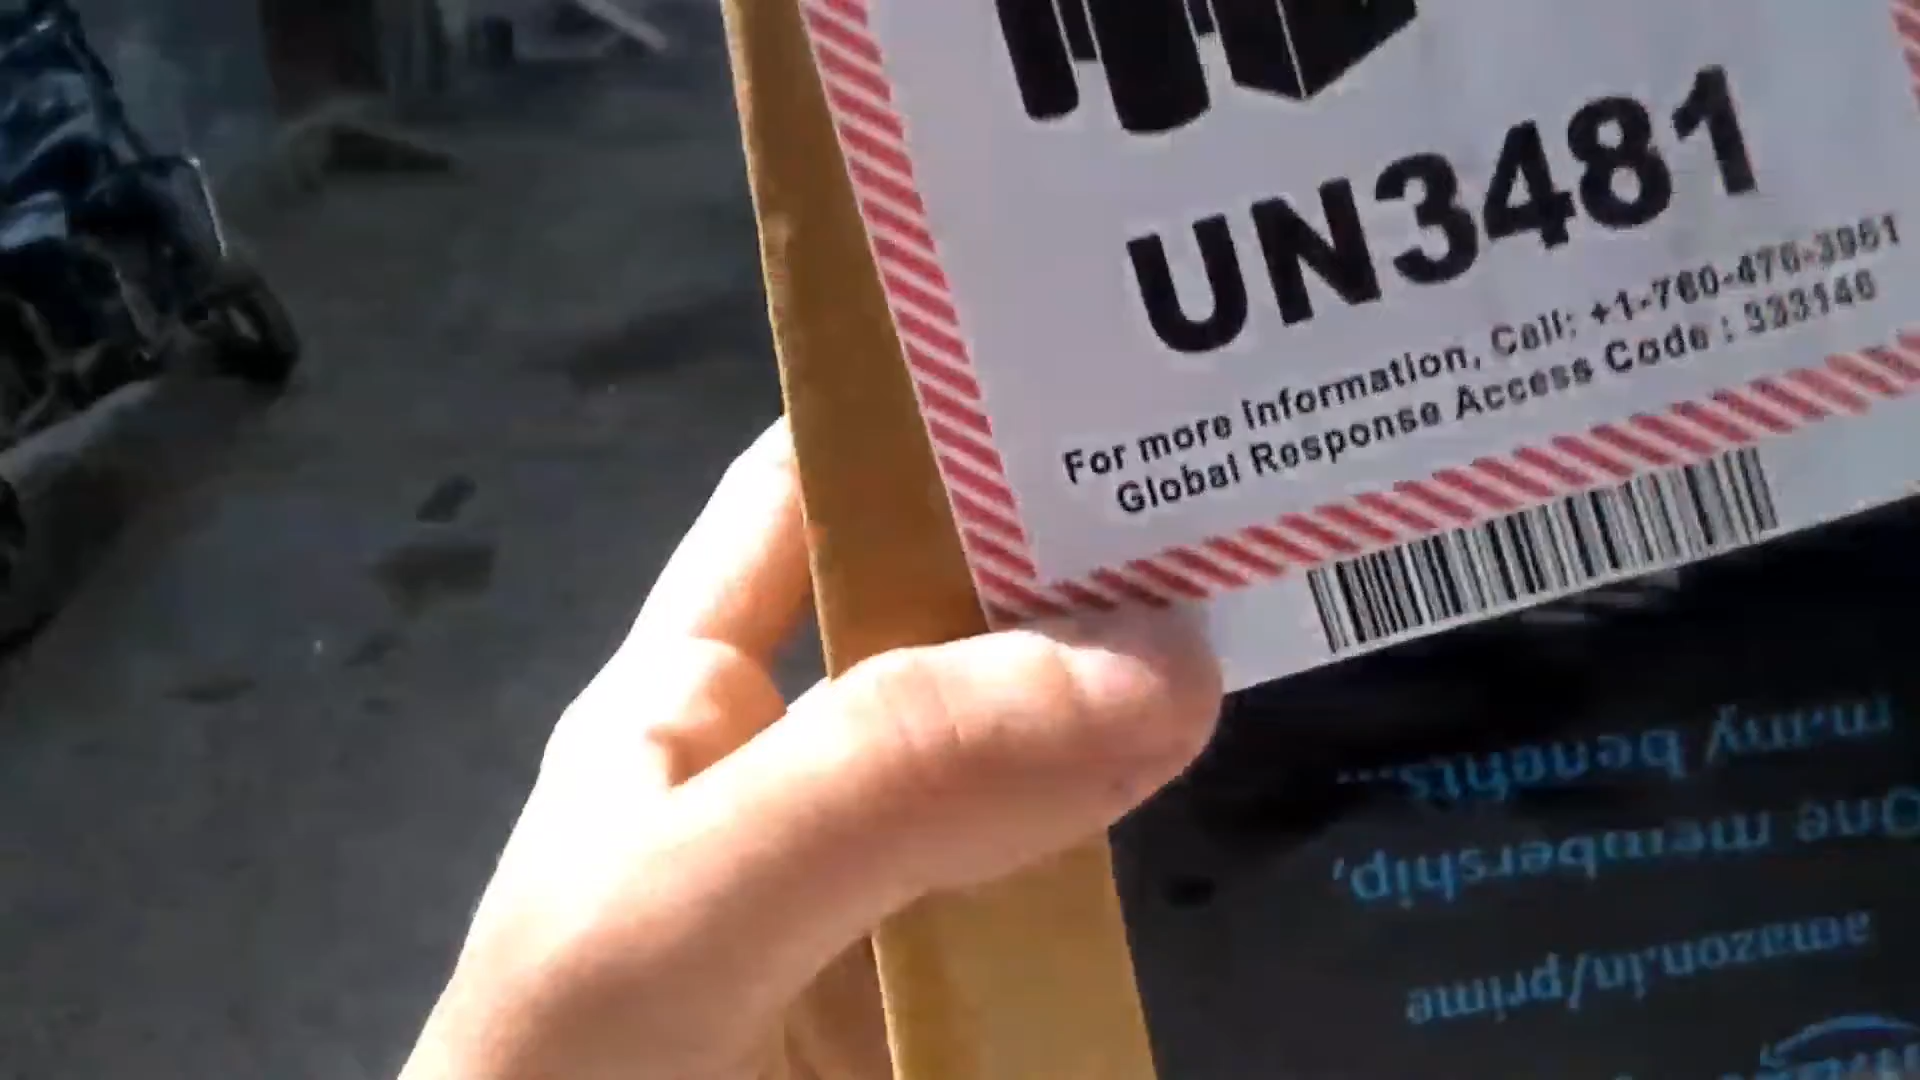 UN3481
For more information, Call: +1-760-476-3961
Global Response Access Code : 333146
many benefits...
One membership,
amazon.in/prime